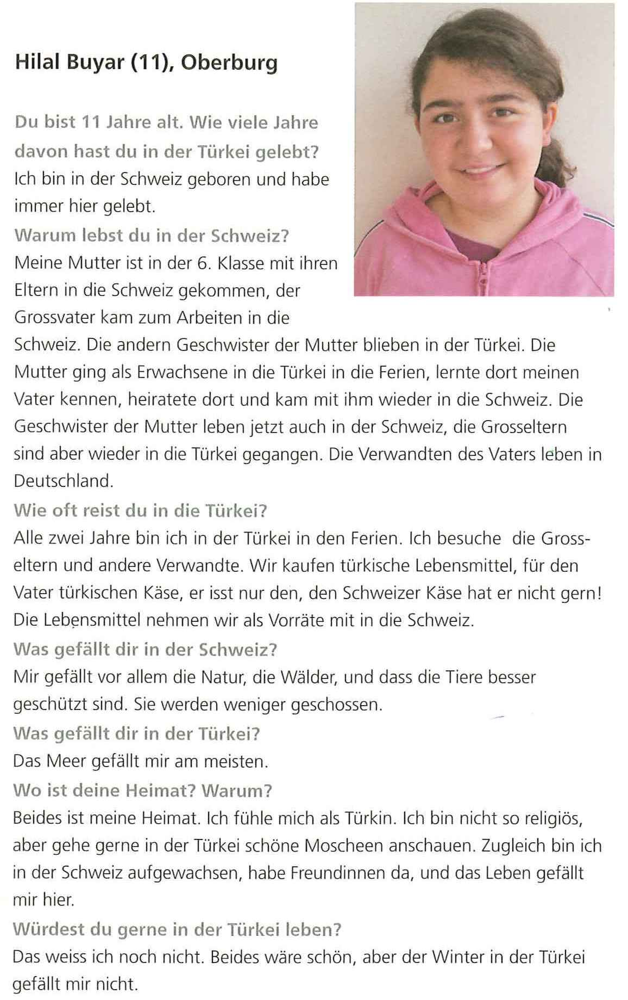 Hilal Buyar (11), Oberburg
Du bist 11 Jahre alt. Wie viele Jahre
davon hast du in der Türkei gelebt?
Ich bin in der Schweiz geboren und habe
immer hier gelebt.
Warum lebst du in der Schweiz?
Meine Mutter ist in der 6. Klasse mit ihren
Eltern in die Schweiz gekommen, der
Grossvater kam zum Arbeiten in die
Schweiz. Die andern Geschwister der Mutter blieben in der Türkei. Die
Mutter ging als Erwachsene in die Türkei in die Ferien, lernte dort meinen
Vater kennen, heiratete dort und kam mit ihm wieder in die Schweiz. Die
Geschwister der Mutter leben jetzt auch in der Schweiz, die Grosseltern
sind aber wieder in die Türkei gegangen. Die Verwandten des Vaters leben in
Deutschland.
Wie oft reist du in die Türkei?
Alle zwei Jahre bin ich in der Türkei in den Ferien. Ich besuche die Gross-
eltern und andere Verwandte. Wir kaufen türkische Lebensmittel, für den
Vater türkischen Käse, er isst nur den, den Schweizer Käse hat er nicht gern!
Die Lebensmittel nehmen wir als Vorräte mit in die Schweiz.
Was gefällt dir in der Schweiz?
Mir gefällt vor allem die Natur, die Wälder, und dass die Tiere besser
geschützt sind. Sie werden weniger geschossen.
Was gefällt dir in der Türkei?
Das Meer gefällt mir am meisten.
Wo ist deine Heimat? Warum?
Beides ist meine Heimat. Ich fühle mich als Türkin. Ich bin nicht so religiös,
aber gehe gerne in der Türkei schöne Moscheen anschauen. Zugleich bin ich
in der Schweiz aufgewachsen, habe Freundinnen da, und das Leben gefällt
mir hier.
Würdest du gerne in der Türkei leben?
Das weiss ich noch nicht. Beides wäre schön, aber der Winter in der Türkei
gefällt mir nicht.